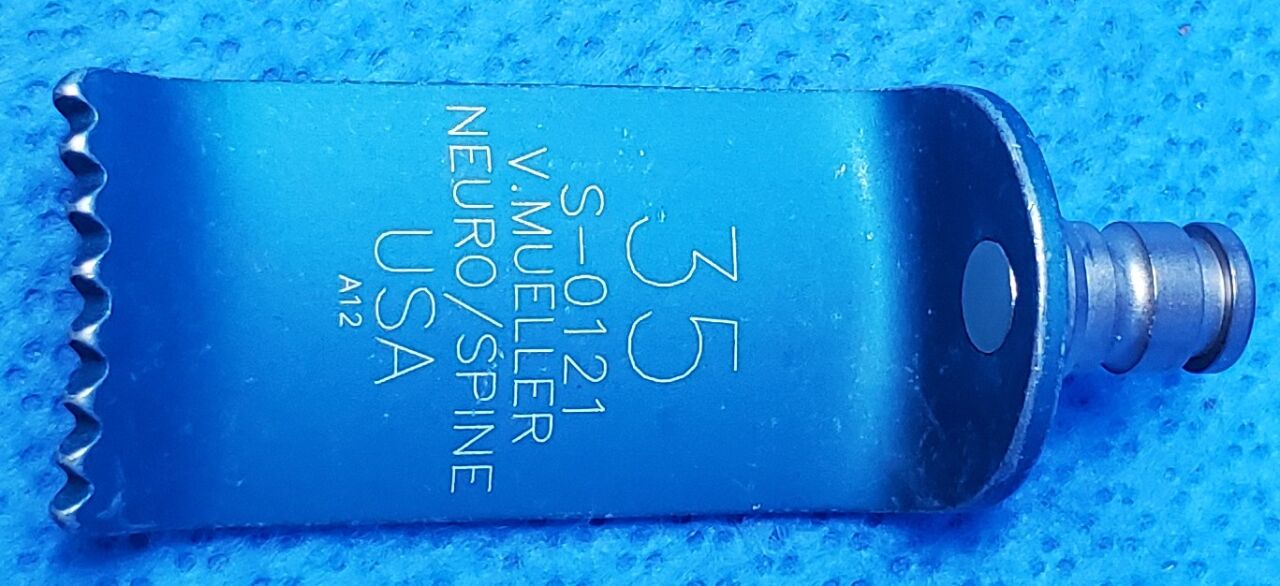 35
S-0121
V.MUELLER
NEURO/SPINE
USA
A12